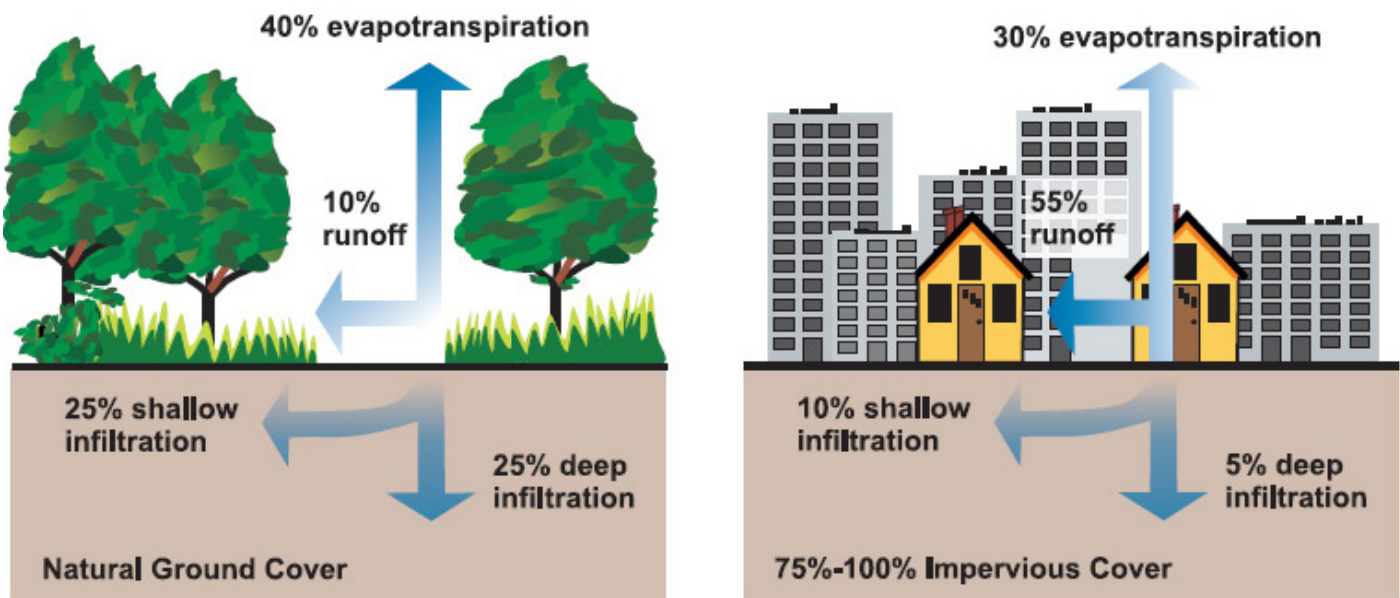 40% evapotranspiration
10%
runoff
25% shallow
infiltration
25% deep
infiltration
Natural Ground Cover
30% evapotranspiration
55%
runoff
10% shallow
infiltration
5% deep
infiltration
75%-100% Impervious Cover